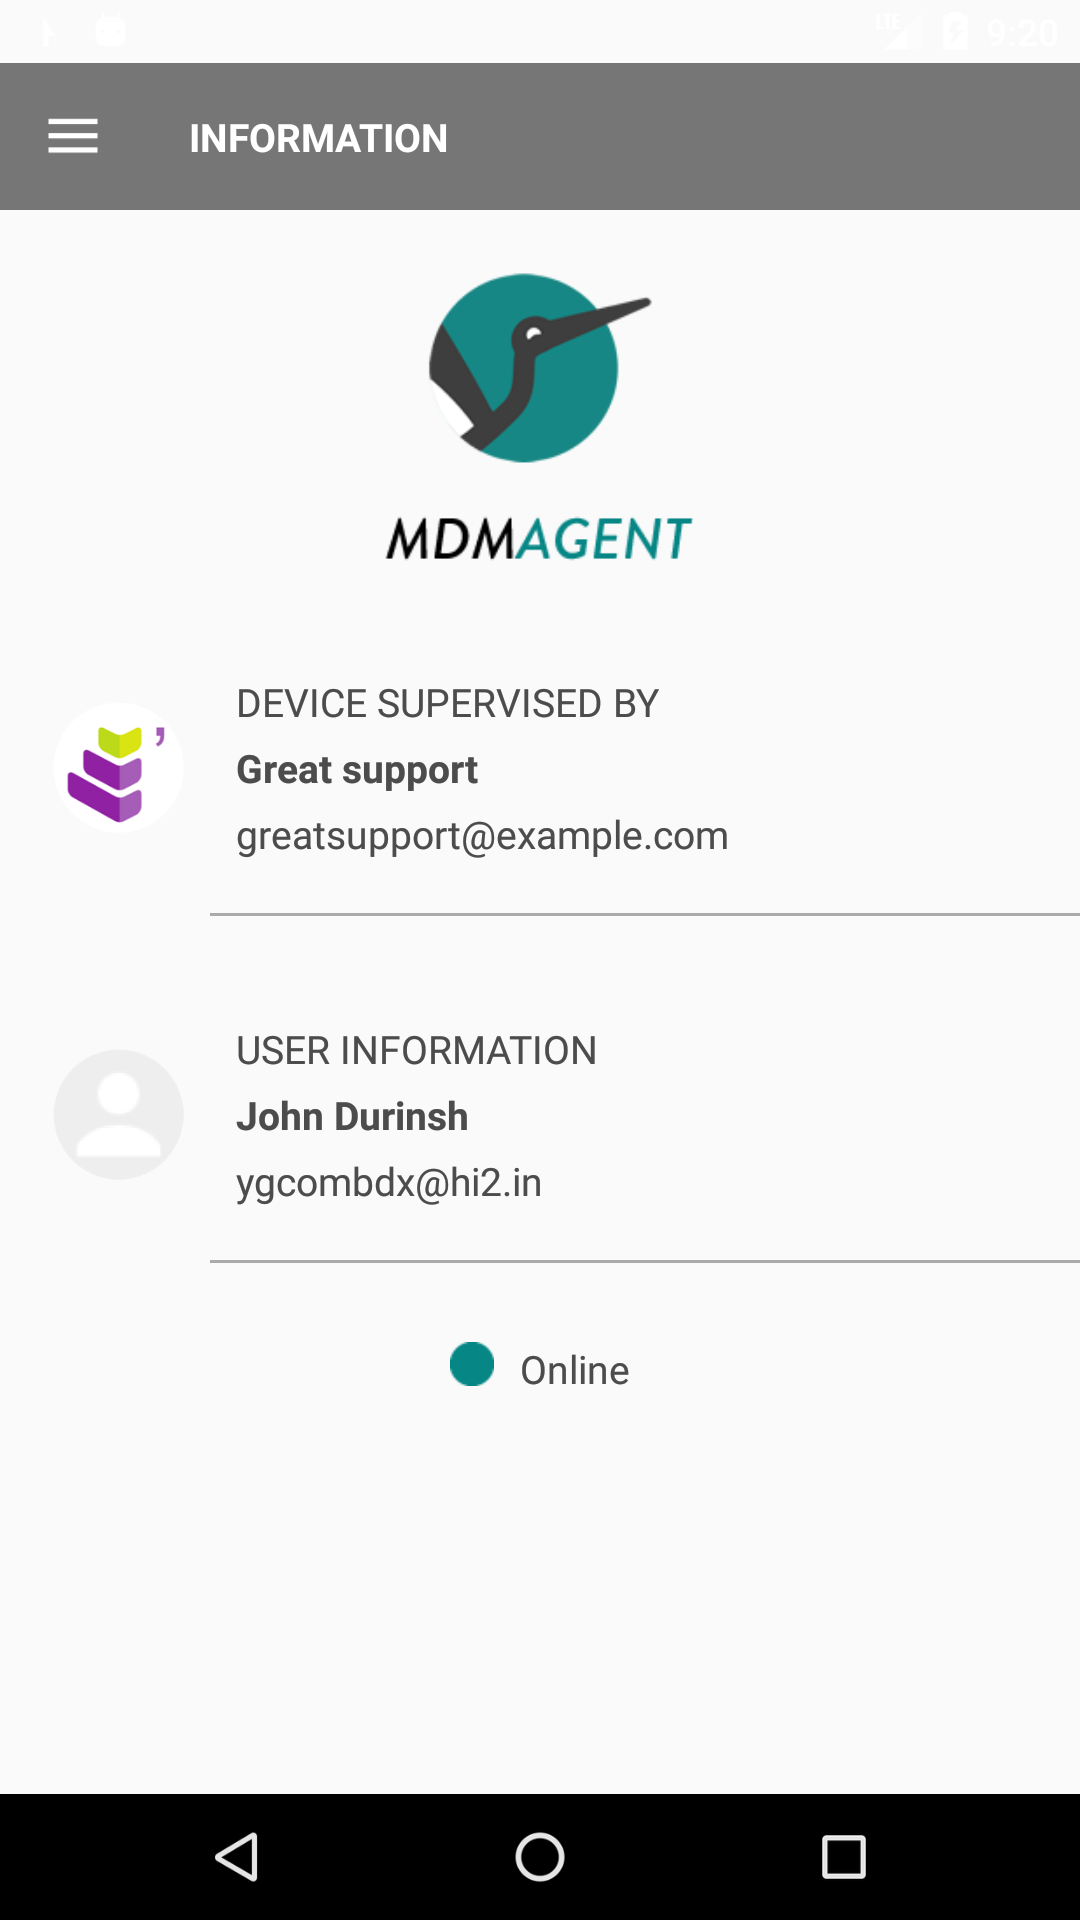 LTE 9:20
INFORMATION
MDMAGENT
DEVICE SUPERVISED BY
Great support
greatsupport@example.com
USER INFORMATION
John Durinsh
ygcombdx@hi2.in
Online